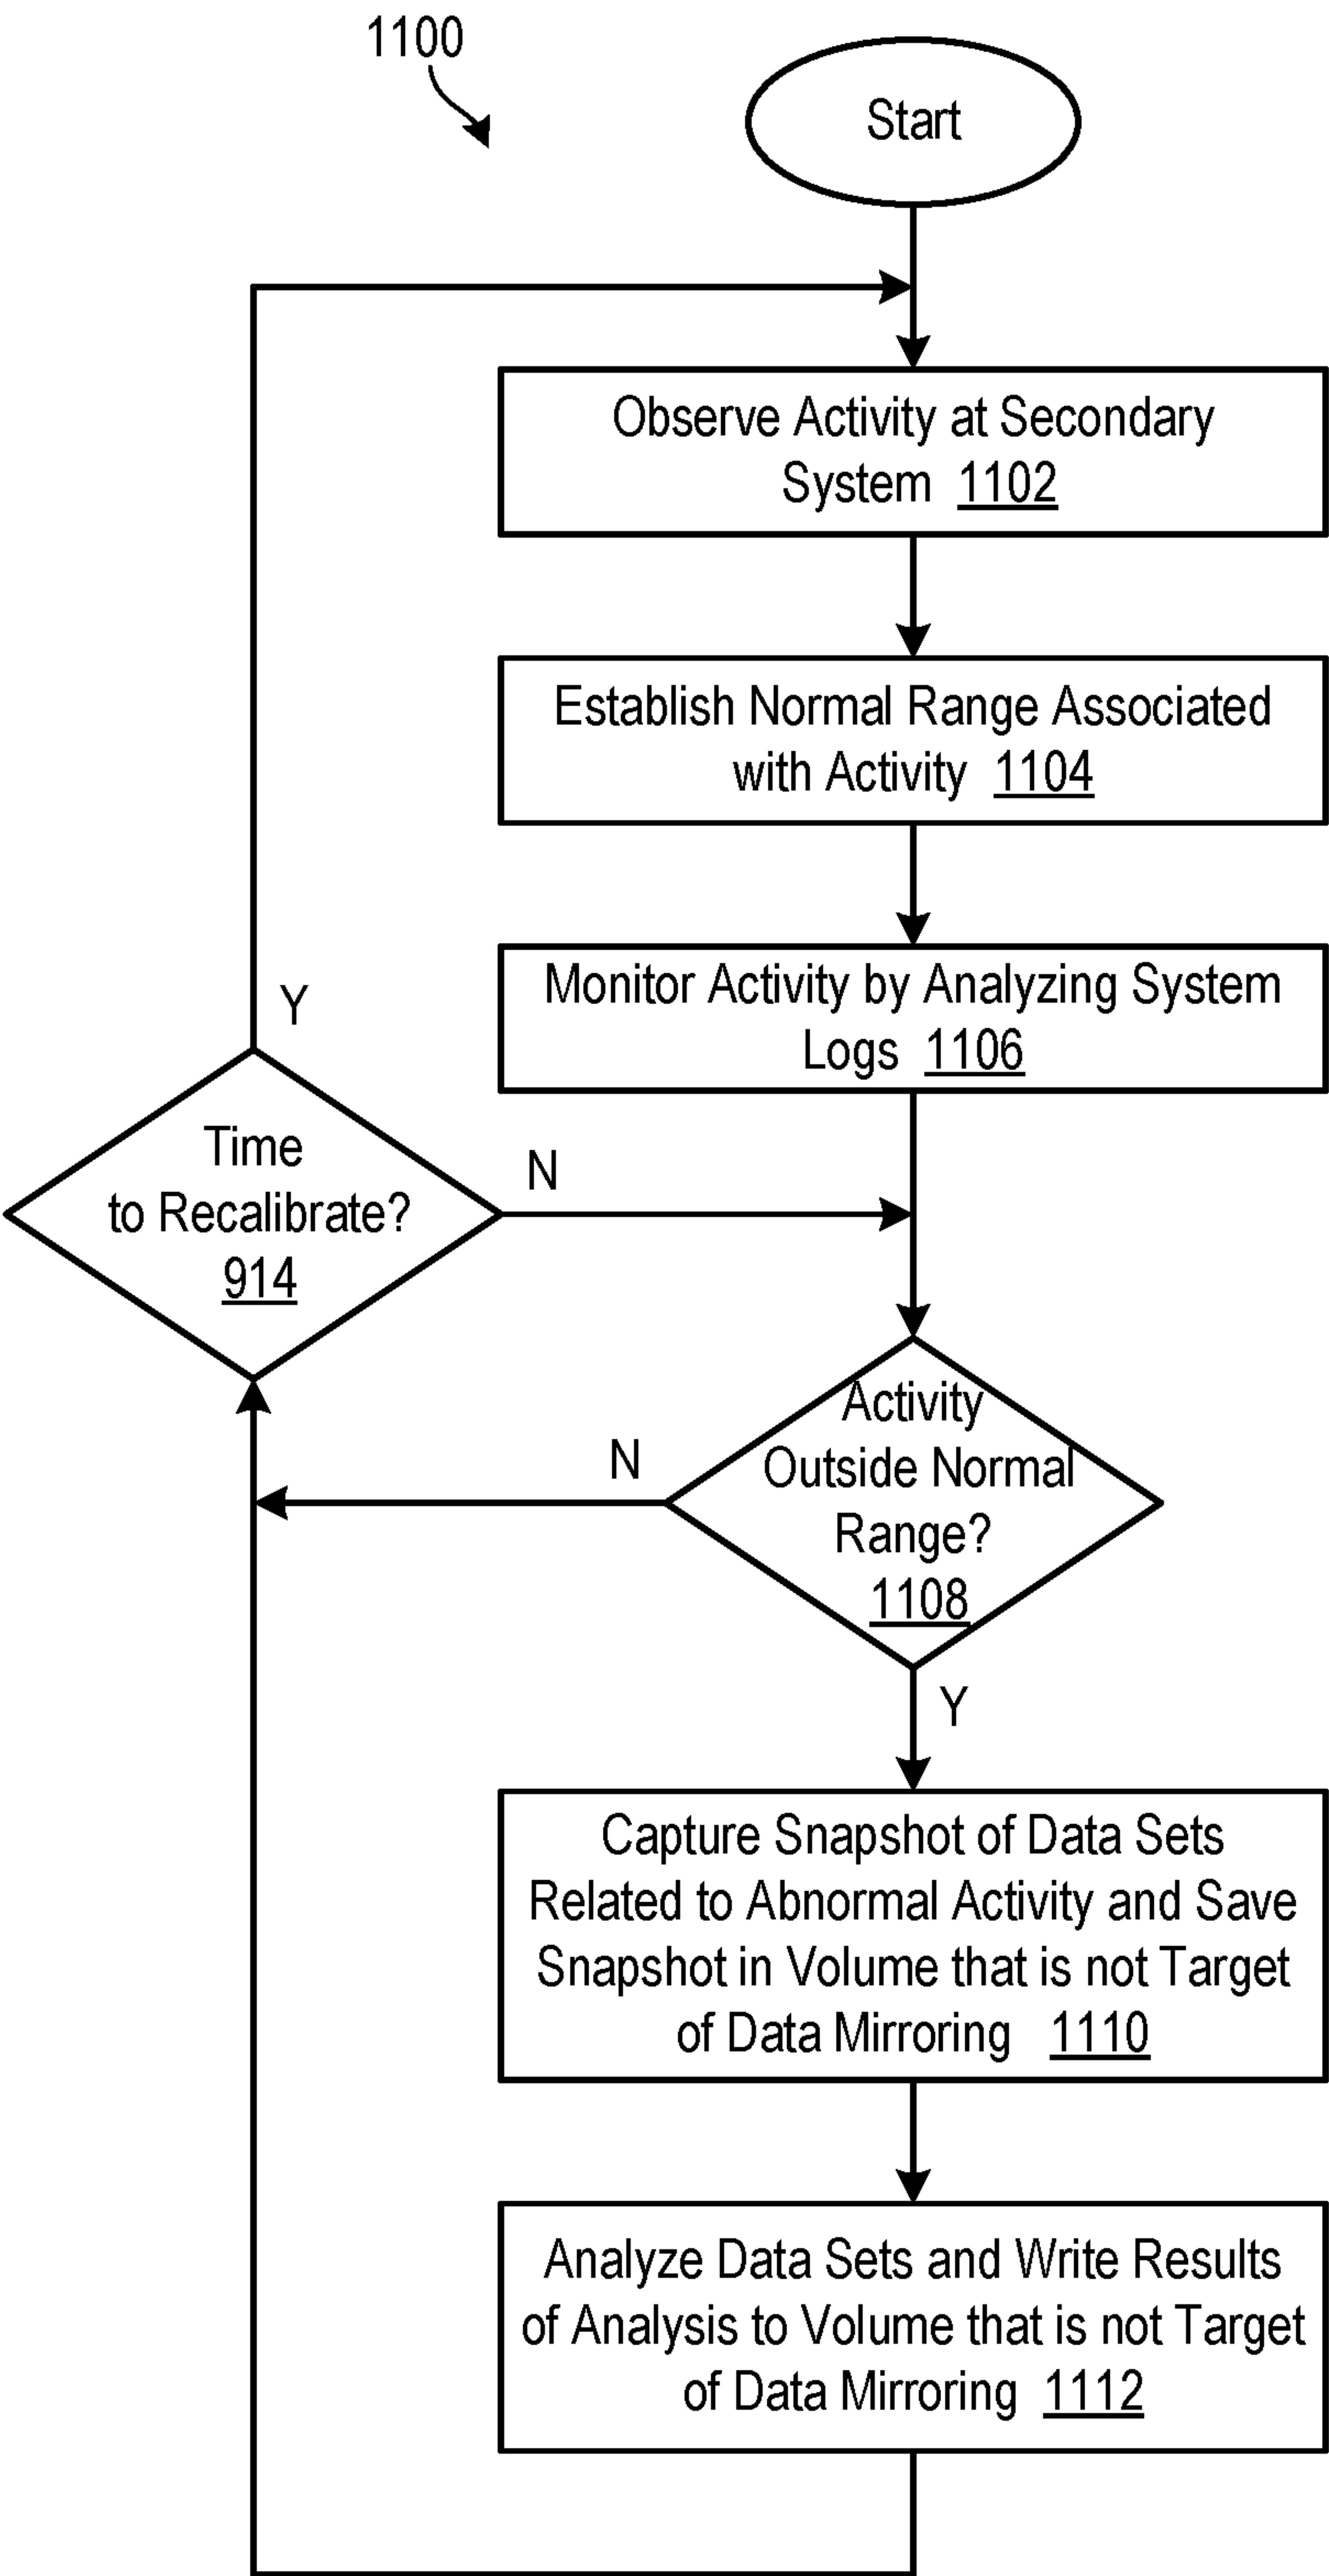 1100
Start
Observe Activity at Secondary
System 1102
Establish Normal Range Associated
with Activity 1104
Monitor Activity by Analyzing System
Logs 1106
Y
Time
to Recalibrate?
914
N
Activity
Outside Normal
Range?
1108
N
Y
Capture Snapshot of Data Sets
Related to Abnormal Activity and Save
Snapshot in Volume that is not Target
of Data Mirroring 1110
Analyze Data Sets and Write Results
of Analysis to Volume that is not Target
of Data Mirroring 1112